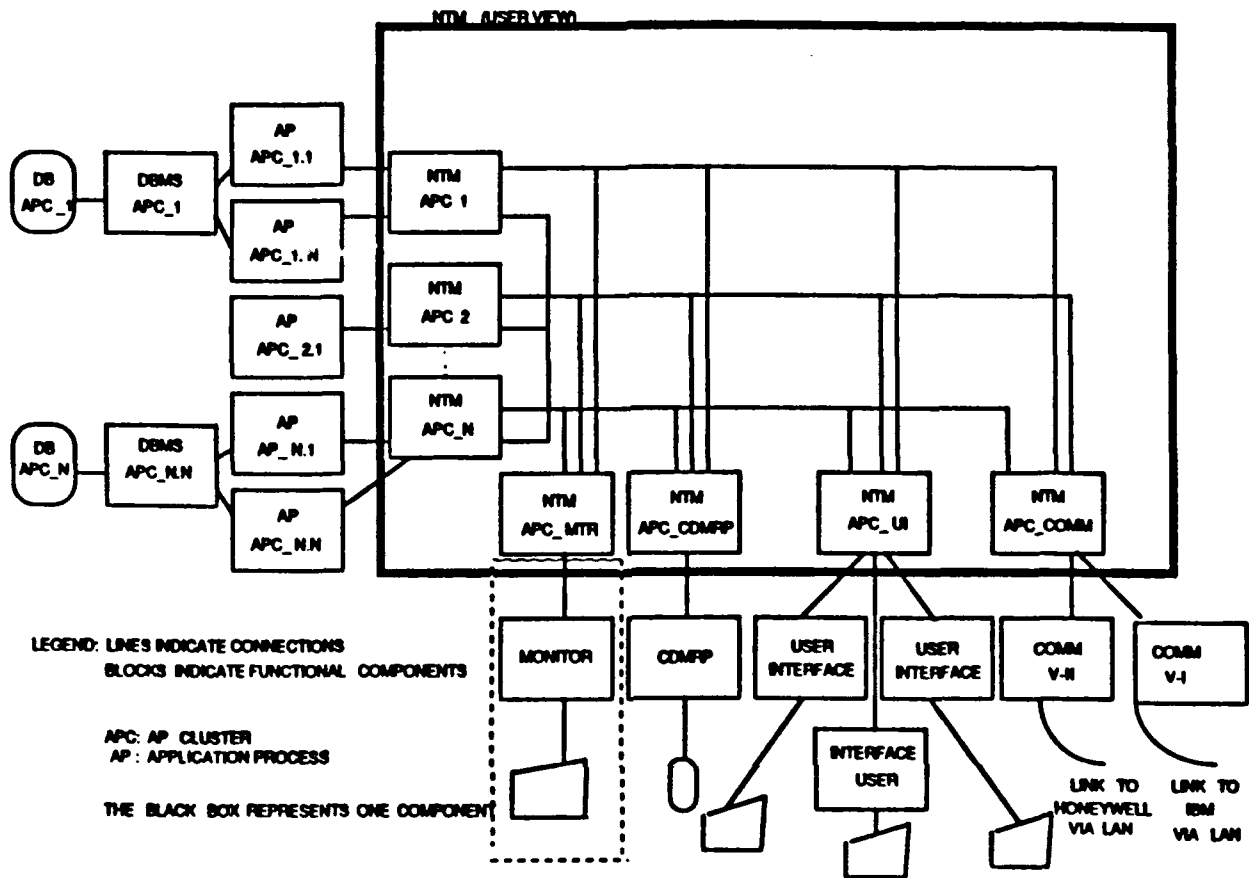 NTM (USER VIEW)
AP
APC_1.1
DB
APC_1
DBMS
APC_1
AP
APC_1.N
NTM
APC 1
NTM
APC 2
AP
APC_2.1
NTM
APC_N
DB
APC_N
DBMS
APC_N.N
AP
AP_N.1
AP
APC_N.N
NTM
APC_MTR
NTM
APC_CDMRP
NTM
APC_UI
NTM
APC_COMM
LEGEND: LINES INDICATE CONNECTIONS
BLOCKS INDICATE FUNCTIONAL COMPONENTS
APC: AP CLUSTER
AP : APPLICATION PROCESS
THE BLACK BOX REPRESENTS ONE COMPONENT
MONITOR
CDMRP
USER
INTERFACE
USER
INTERFACE
COMM
V-II
COMM
V-I
INTERFACE
USER
LINK TO
HONEYWELL
VIA LAN
LINK TO
IBM
VIA LAN